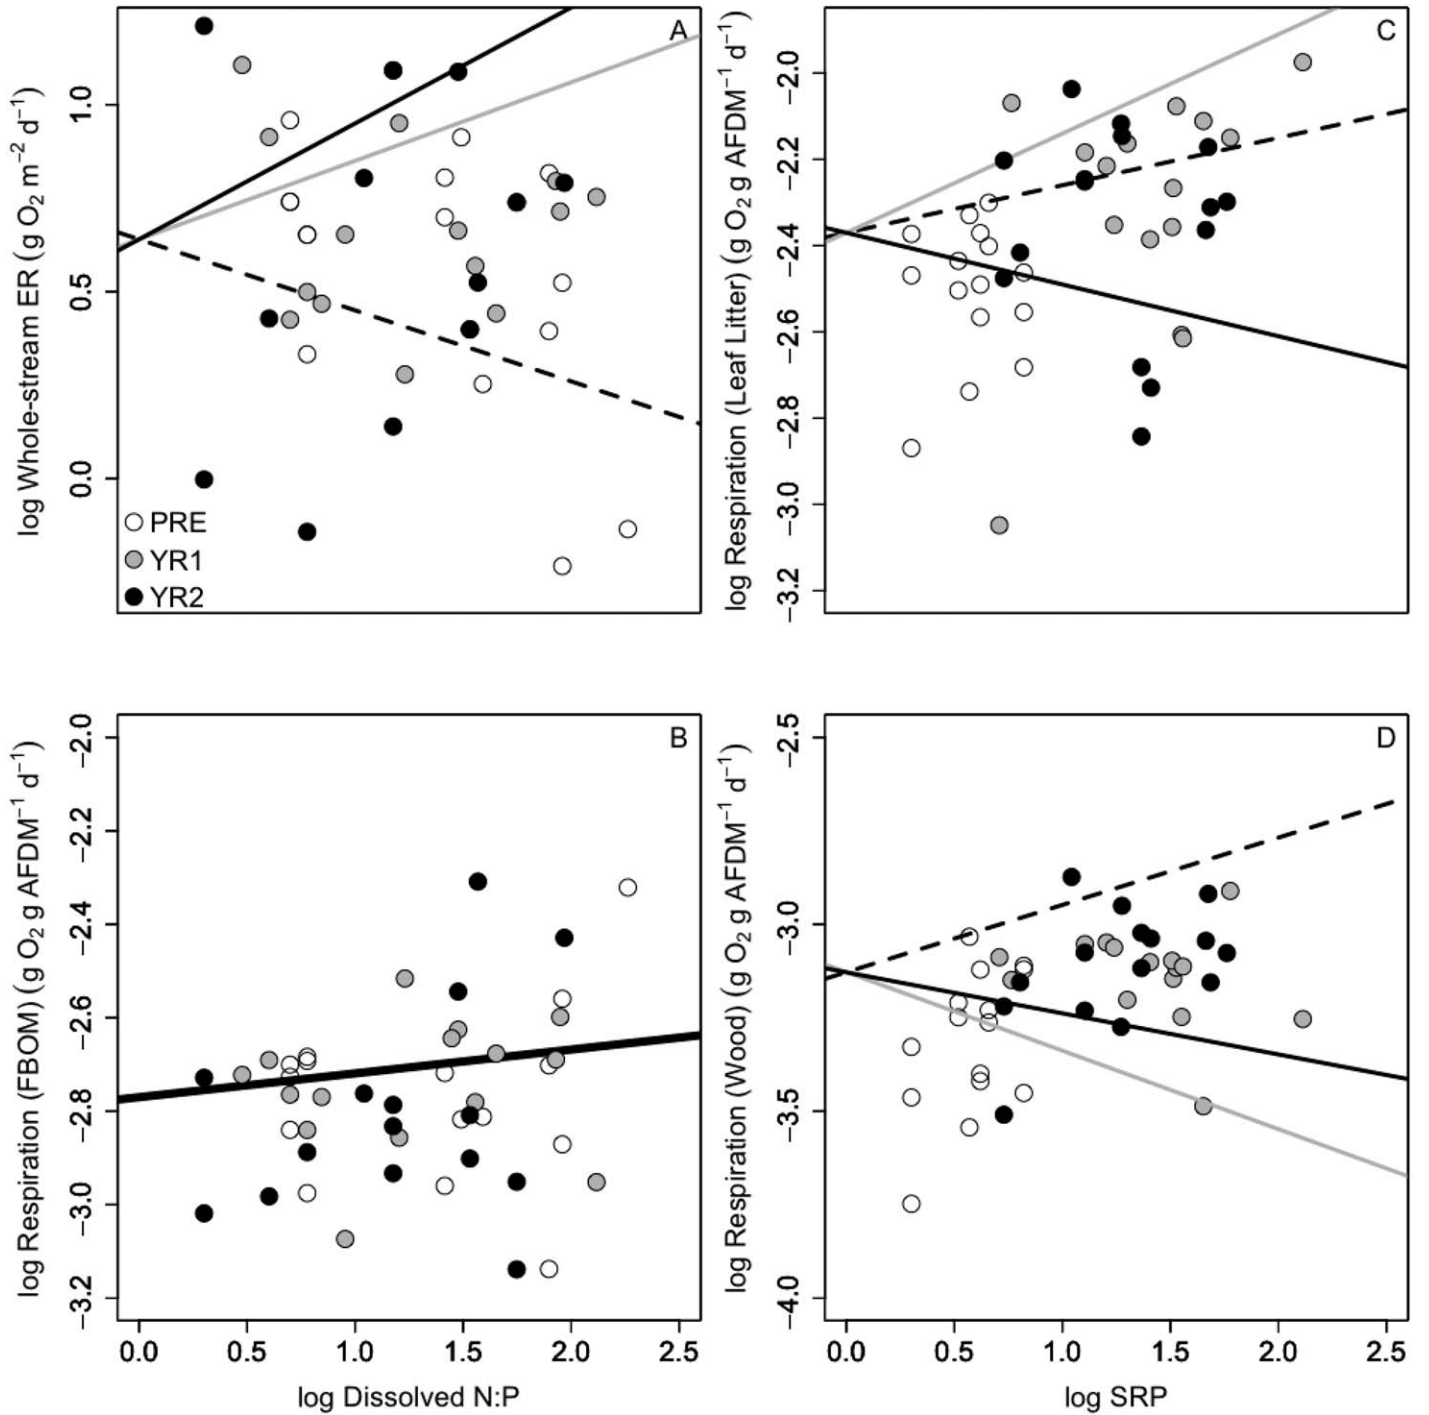 A
log Whole-stream ER (g O₂ m⁻² d⁻¹)
1.0
0.5
0.0
PRE
YR1
YR2
C
log Respiration (Leaf Litter) (g O₂ g AFDM⁻¹ d⁻¹)
−2.0
−2.2
−2.4
−2.6
−2.8
−3.0
−3.2
B
log Respiration (FBOM) (g O₂ g AFDM⁻¹ d⁻¹)
−2.0
−2.2
−2.4
−2.6
−2.8
−3.0
−3.2
0.0 0.5 1.0 1.5 2.0 2.5
log Dissolved N:P
D
log Respiration (Wood) (g O₂ g AFDM⁻¹ d⁻¹)
−2.5
−3.0
−3.5
−4.0
0.0 0.5 1.0 1.5 2.0 2.5
log SRP